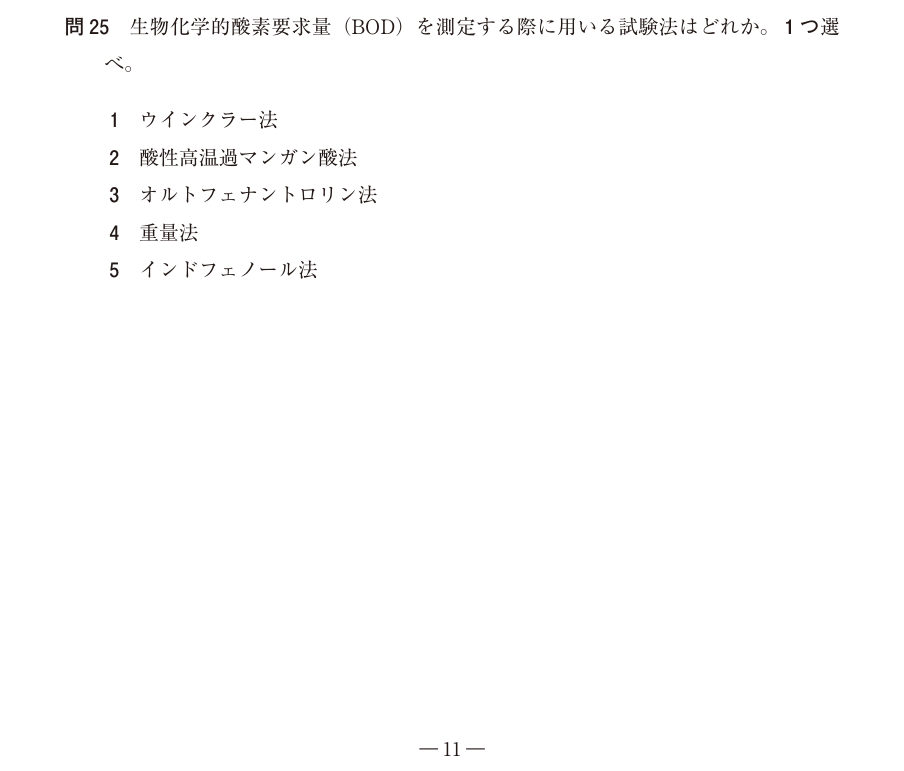 問 25　生物化学的酸素要求量（BOD）を測定する際に用いる試験法はどれか。1 つ選
べ。
1　ウインクラー法
2　酸性高温過マンガン酸法
3　オルトフェナントロリン法
4　重量法
5　インドフェノール法
— 11 —